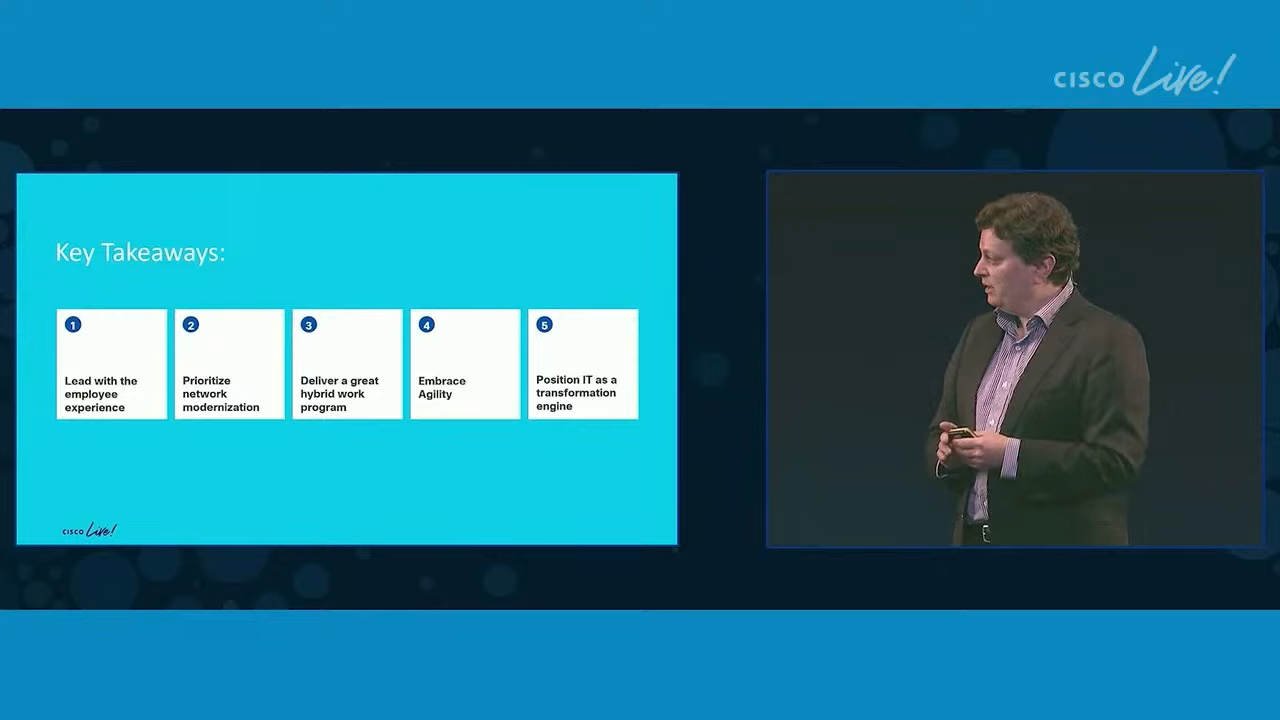 CISCO Live!
Key Takeaways:
1
Lead with the
employee
experience
2
Prioritize
network
modernization
3
Deliver a great
hybrid work
program
4
Embrace
Agility
5
Position IT as a
transformation
engine
CISCO Live!